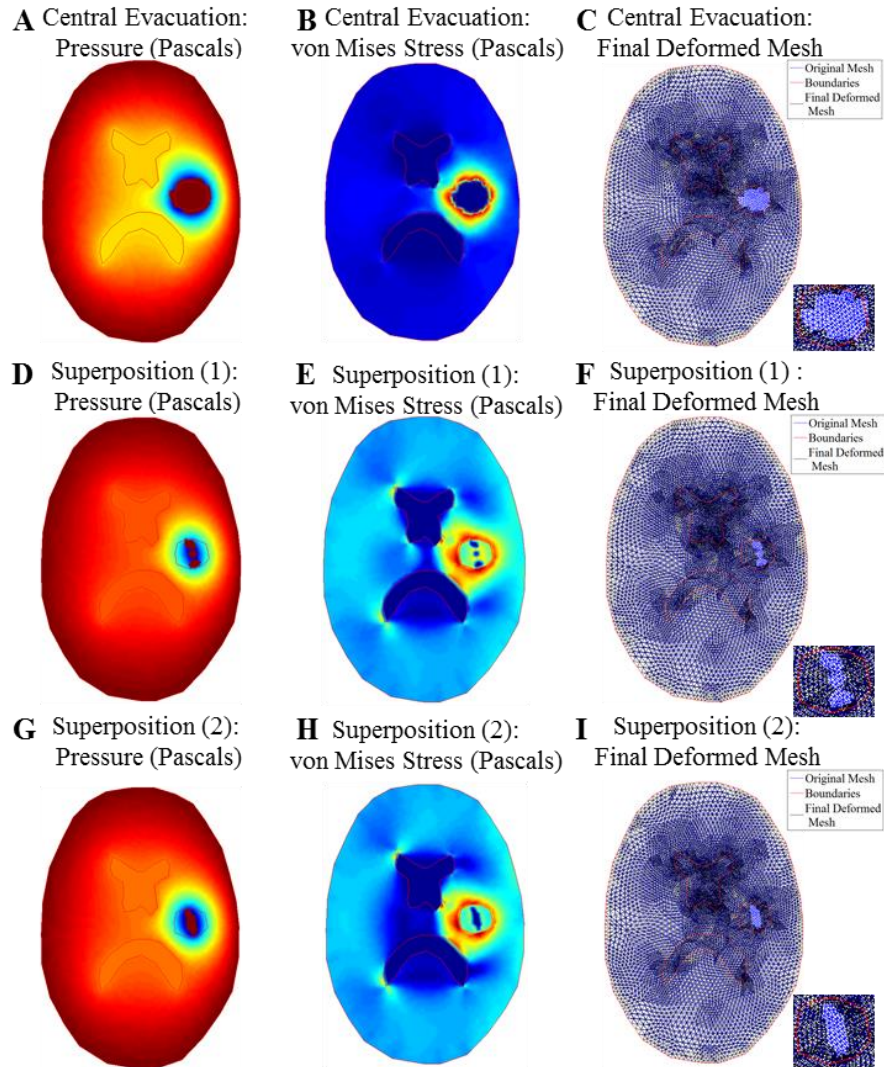 A Central Evacuation:
Pressure (Pascals)
B Central Evacuation:
von Mises Stress (Pascals)
C Central Evacuation:
Final Deformed Mesh
Original Mesh
Boundaries
Final Deformed
Mesh
D Superposition (1):
Pressure (Pascals)
E Superposition (1):
von Mises Stress (Pascals)
F Superposition (1) :
Final Deformed Mesh
Original Mesh
Boundaries
Final Deformed
Mesh
G Superposition (2):
Pressure (Pascals)
H Superposition (2):
von Mises Stress (Pascals)
I Superposition (2):
Final Deformed Mesh
Original Mesh
Boundaries
Final Deformed
Mesh